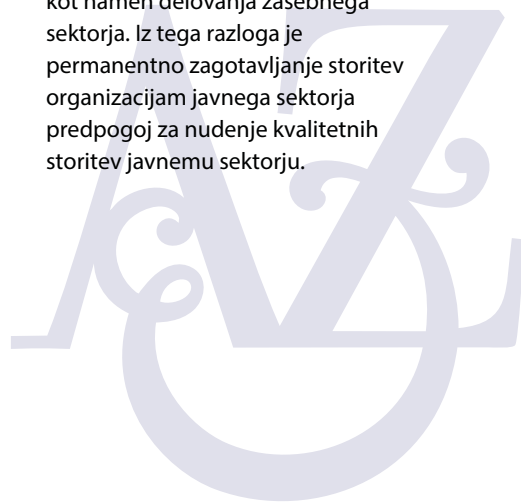 kot namen delovanja zasebnega
sektorja. Iz tega razloga je
permanentno zagotavljanje storitev
organizacijam javnega sektorja
predpogoj za nudenje kvalitetnih
storitev javnemu sektorju.
AZ